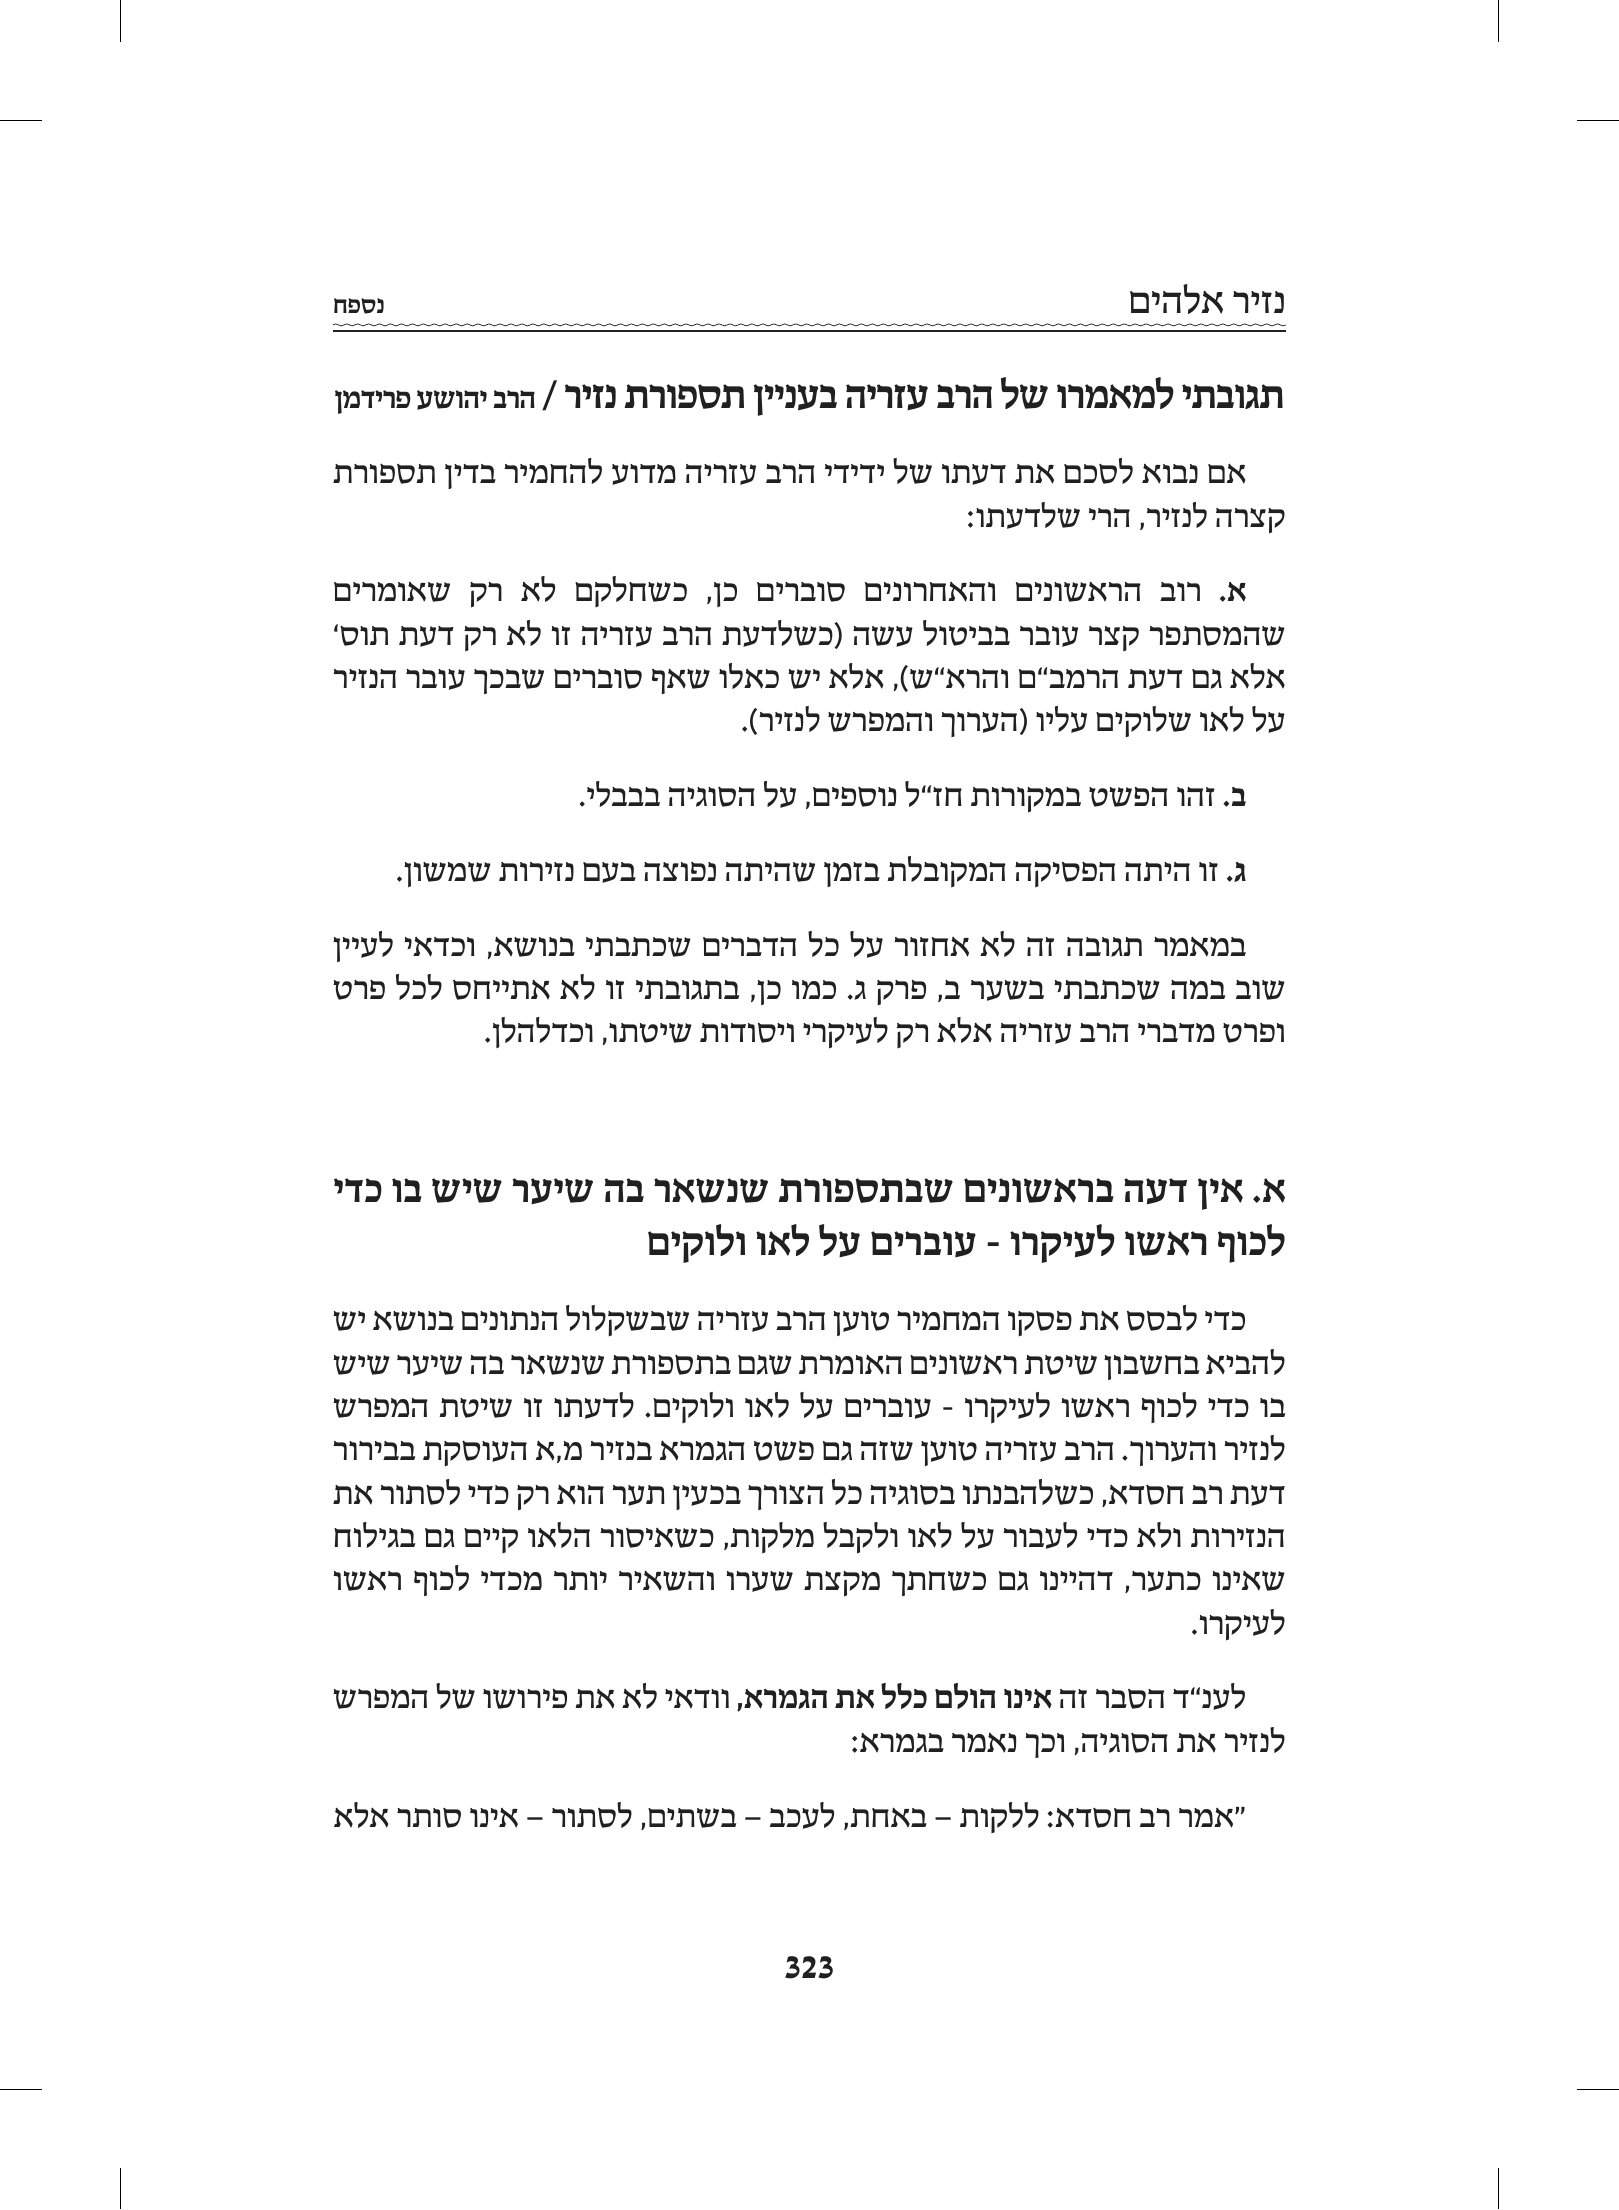 נזיר אלהים
נספח
תגובתי למאמרו של הרב עזריה בעניין תספורת נזיר / הרב יהושע פרידמן
אם נבוא לסכם את דעתו של ידידי הרב עזריה מדוע להחמיר בדין תספורת
קצרה לנזיר, הרי שלדעתו:
א. רוב הראשונים והאחרונים סוברים כן, כשחלקם לא רק שאומרים
שהמסתפר קצר עובר בביטול עשה (כשלדעת הרב עזריה זו לא רק דעת תוס‘
אלא גם דעת הרמב“ם והרא“ש), אלא יש כאלו שאף סוברים שבכך עובר הנזיר
על לאו שלוקים עליו (הערוך והמפרש לנזיר).
ב. זהו הפשט במקורות חז“ל נוספים, על הסוגיה בבבלי.
ג. זו היתה הפסיקה המקובלת בזמן שהיתה נפוצה בעם נזירות שמשון.
במאמר תגובה זה לא אחזור על כל הדברים שכתבתי בנושא, וכדאי לעיין
שוב במה שכתבתי בשער ב, פרק ג. כמו כן, בתגובתי זו לא אתייחס לכל פרט
ופרט מדברי הרב עזריה אלא רק לעיקרי ויסודות שיטתו, וכדלהלן.
א. אין דעה בראשונים שבתספורת שנשאר בה שיער שיש בו כדי
לכוף ראשו לעיקרו - עוברים על לאו ולוקים
כדי לבסס את פסקו המחמיר טוען הרב עזריה שבשקלול הנתונים בנושא יש
להביא בחשבון שיטת ראשונים האומרת שגם בתספורת שנשאר בה שיער שיש
בו כדי לכוף ראשו לעיקרו - עוברים על לאו ולוקים. לדעתו זו שיטת המפרש
לנזיר והערוך. הרב עזריה טוען שזה גם פשט הגמרא בנזיר מ,א העוסקת בבירור
דעת רב חסדא, כשלהבנתו בסוגיה כל הצורך בכעין תער הוא רק כדי לסתור את
הנזירות ולא כדי לעבור על לאו ולקבל מלקות, כשאיסור הלאו קיים גם בגילוח
שאינו כתער, דהיינו גם כשחתך מקצת שערו והשאיר יותר מכדי לכוף ראשו
לעיקרו.
לענ“ד הסבר זה אינו הולם כלל את הגמרא, וודאי לא את פירושו של המפרש
לנזיר את הסוגיה, וכך נאמר בגמרא:
”אמר רב חסדא: ללקות – באחת, לעכב – בשתים, לסתור – אינו סותר אלא
323